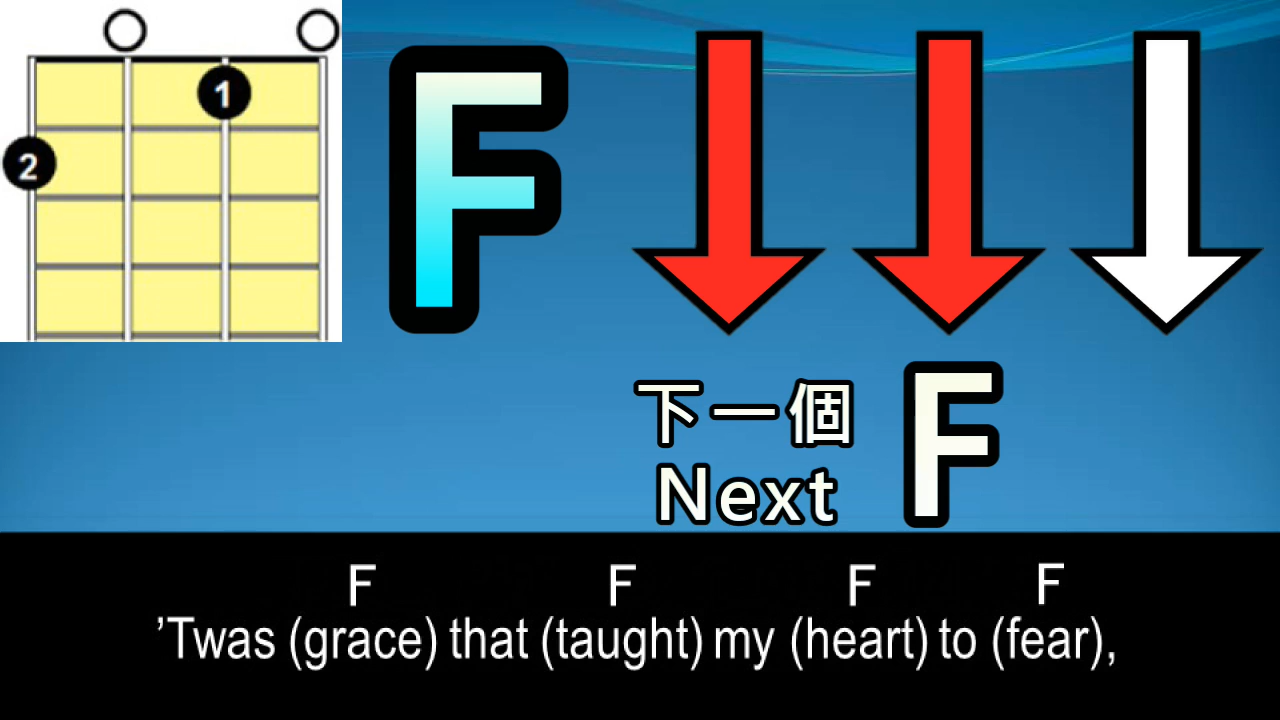 1
2
F
下一個
Next
F
F F F F
’Twas (grace) that (taught) my (heart) to (fear),